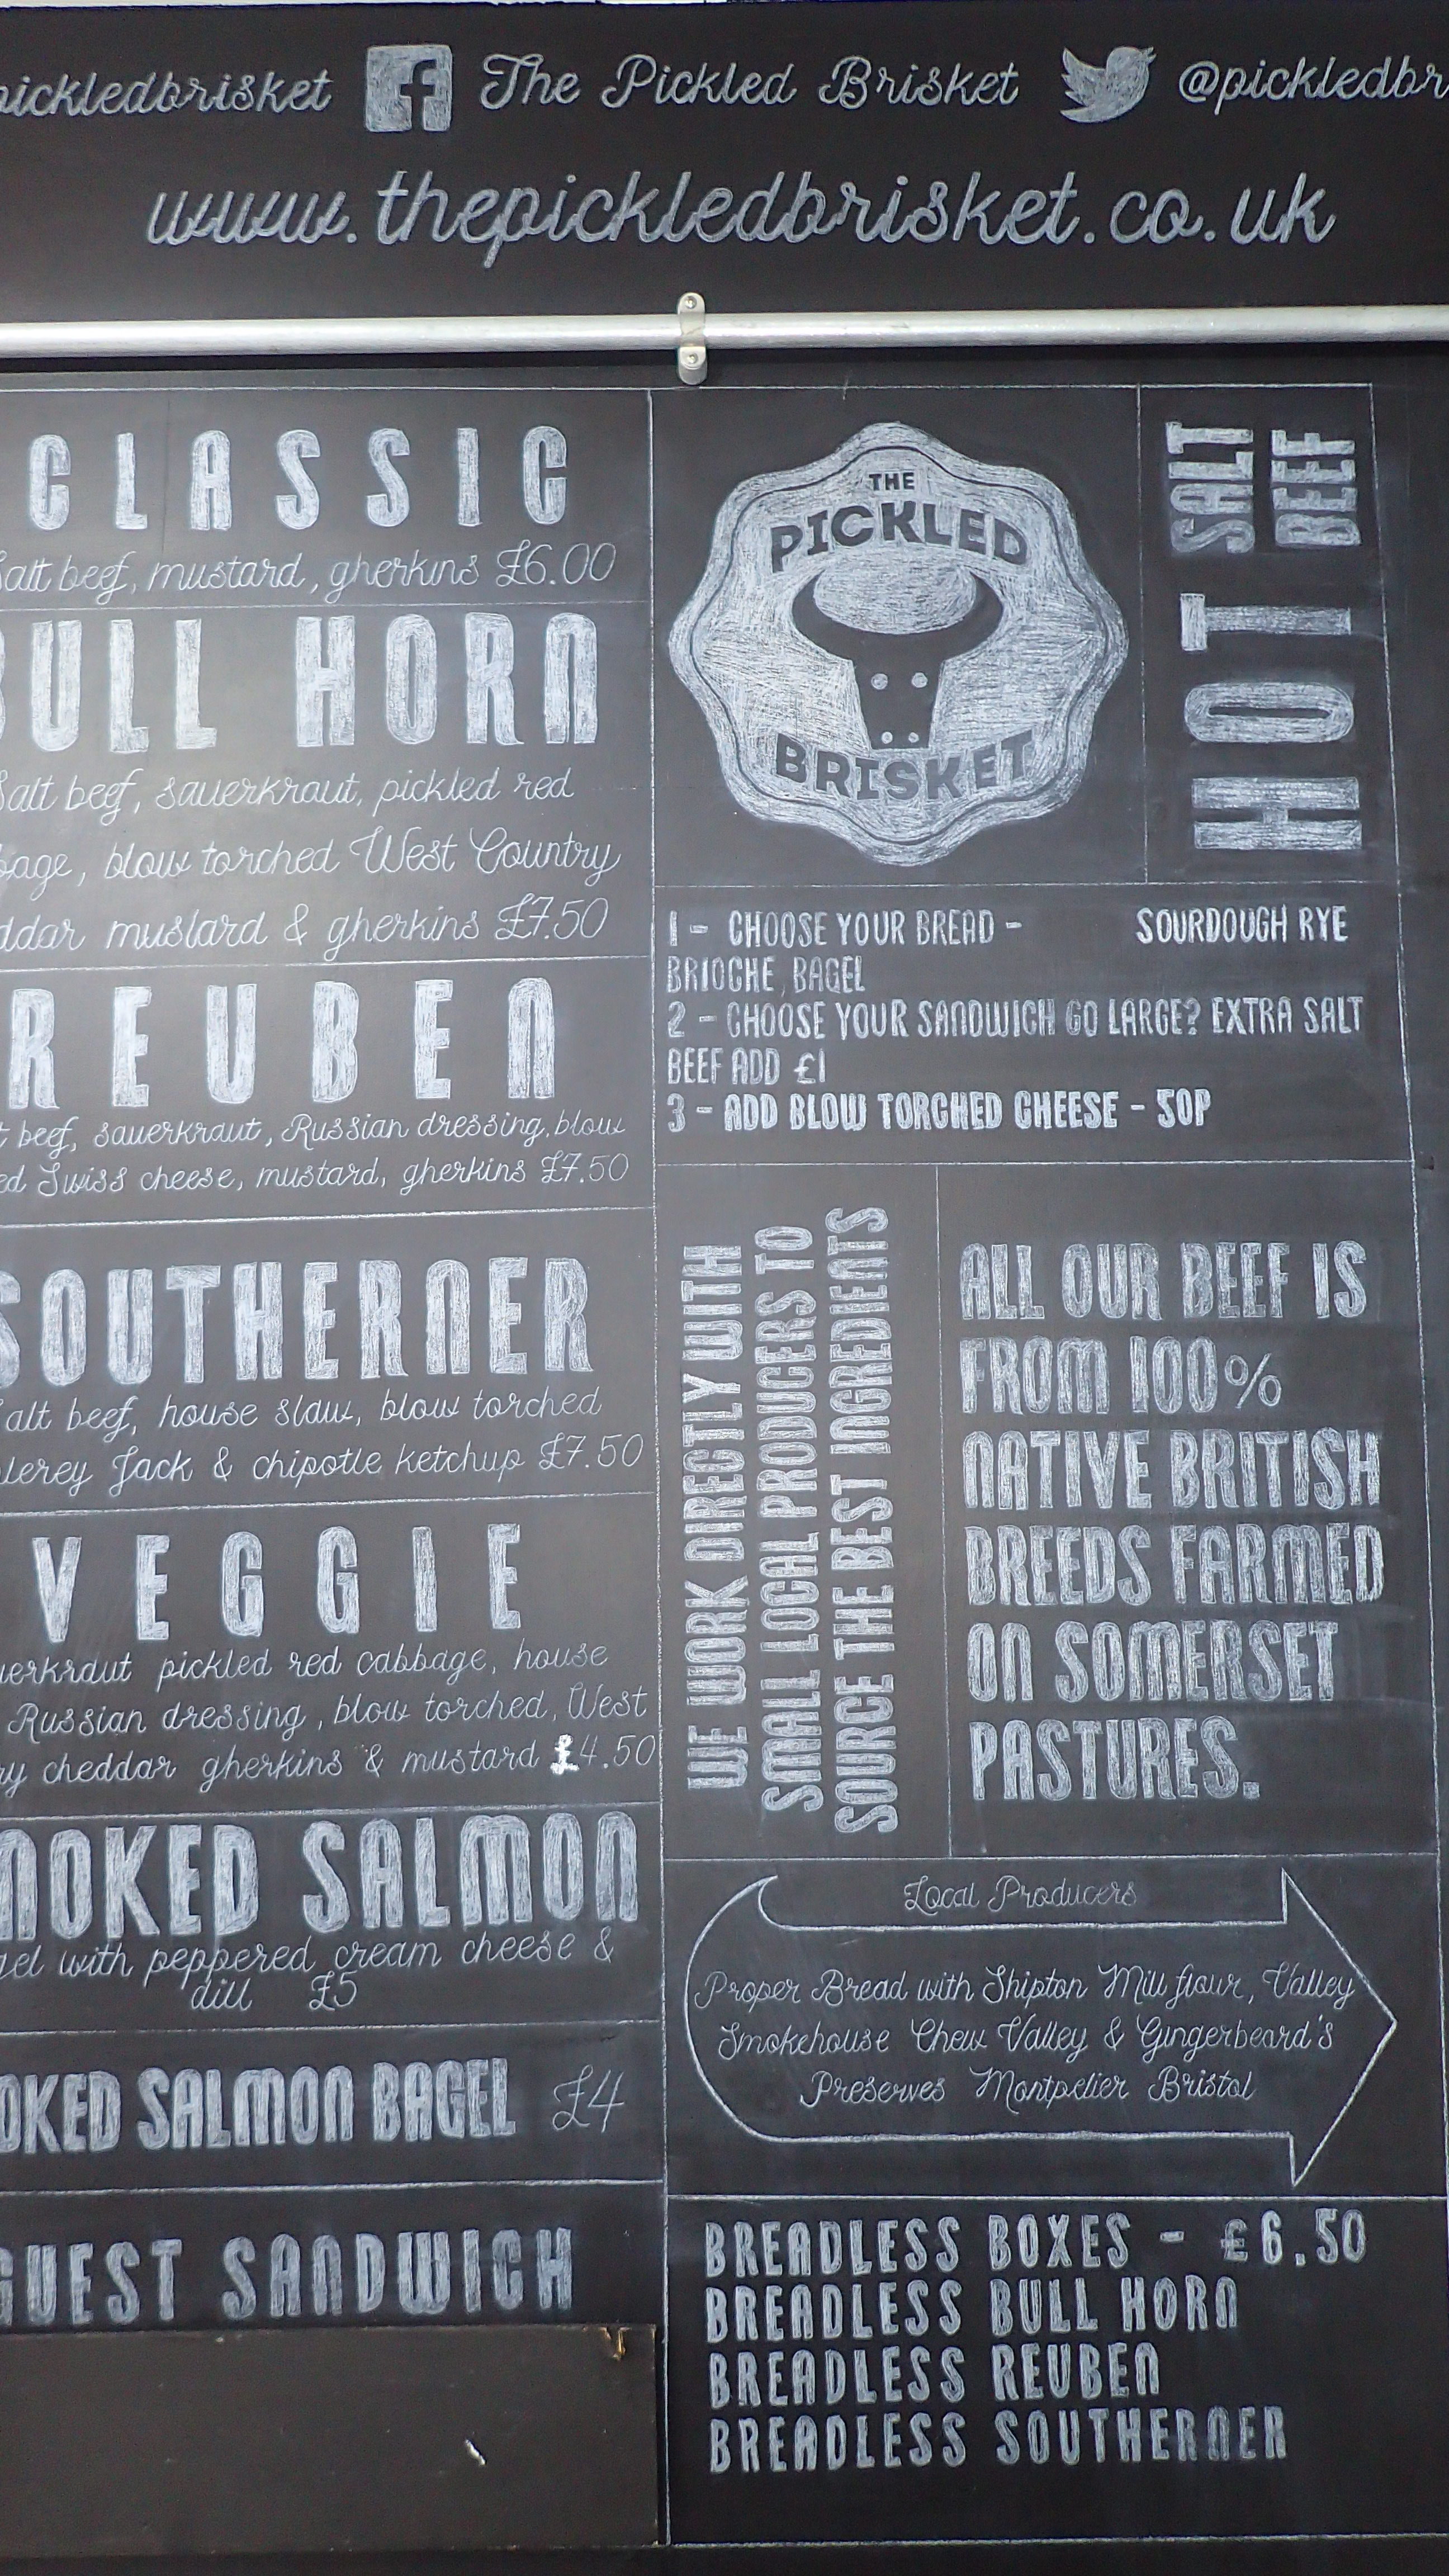 pickledbrisket The Pickled Brisket @pickledbr
www.thepickledbrisket.co.uk
CLASSIC
Salt beef, mustard, gherkins £6.00
BULL HORN
Salt beef, sauerkraut, pickled red
bage, blow torched West Country
ddar mustard & gherkins £7.50
REUBEN
t beef, sauerkraut, Russian dressing, blow
ed Swiss cheese, mustard, gherkins £7.50
SOUTHERNER
Salt beef, house slaw, blow torched
terey Jack & chipotle ketchup £7.50
VEGGIE
uerkraut pickled red cabbage, house
Russian dressing, blow torched, West
ry cheddar gherkins & mustard £4.50
MOKED SALMON
gel with peppered cream cheese &
dill £5
OKED SALMON BAGEL £4
GUEST SANDWICH
THE
PICKLED
BRISKET
HOT
SALT
BEEF
1 - CHOOSE YOUR BREAD - SOURDOUGH RYE
BRIOCHE, BAGEL
2 - CHOOSE YOUR SANDWICH GO LARGE? EXTRA SALT
BEEF ADD £1
3 - ADD BLOW TORCHED CHEESE - 50P
WE WORK DIRECTLY WITH
SMALL LOCAL PRODUCERS TO
SOURCE THE BEST INGREDIENTS
ALL OUR BEEF IS
FROM 100%
NATIVE BRITISH
BREEDS FARMED
ON SOMERSET
PASTURES.
Local Producers
Proper Bread with Shipton Mill flour, Valley
Smokehouse Chew Valley & Gingerbeard's
Preserves Montpelier Bristol
BREADLESS BOXES - £6.50
BREADLESS BULL HORN
BREADLESS REUBEN
BREADLESS SOUTHERNER